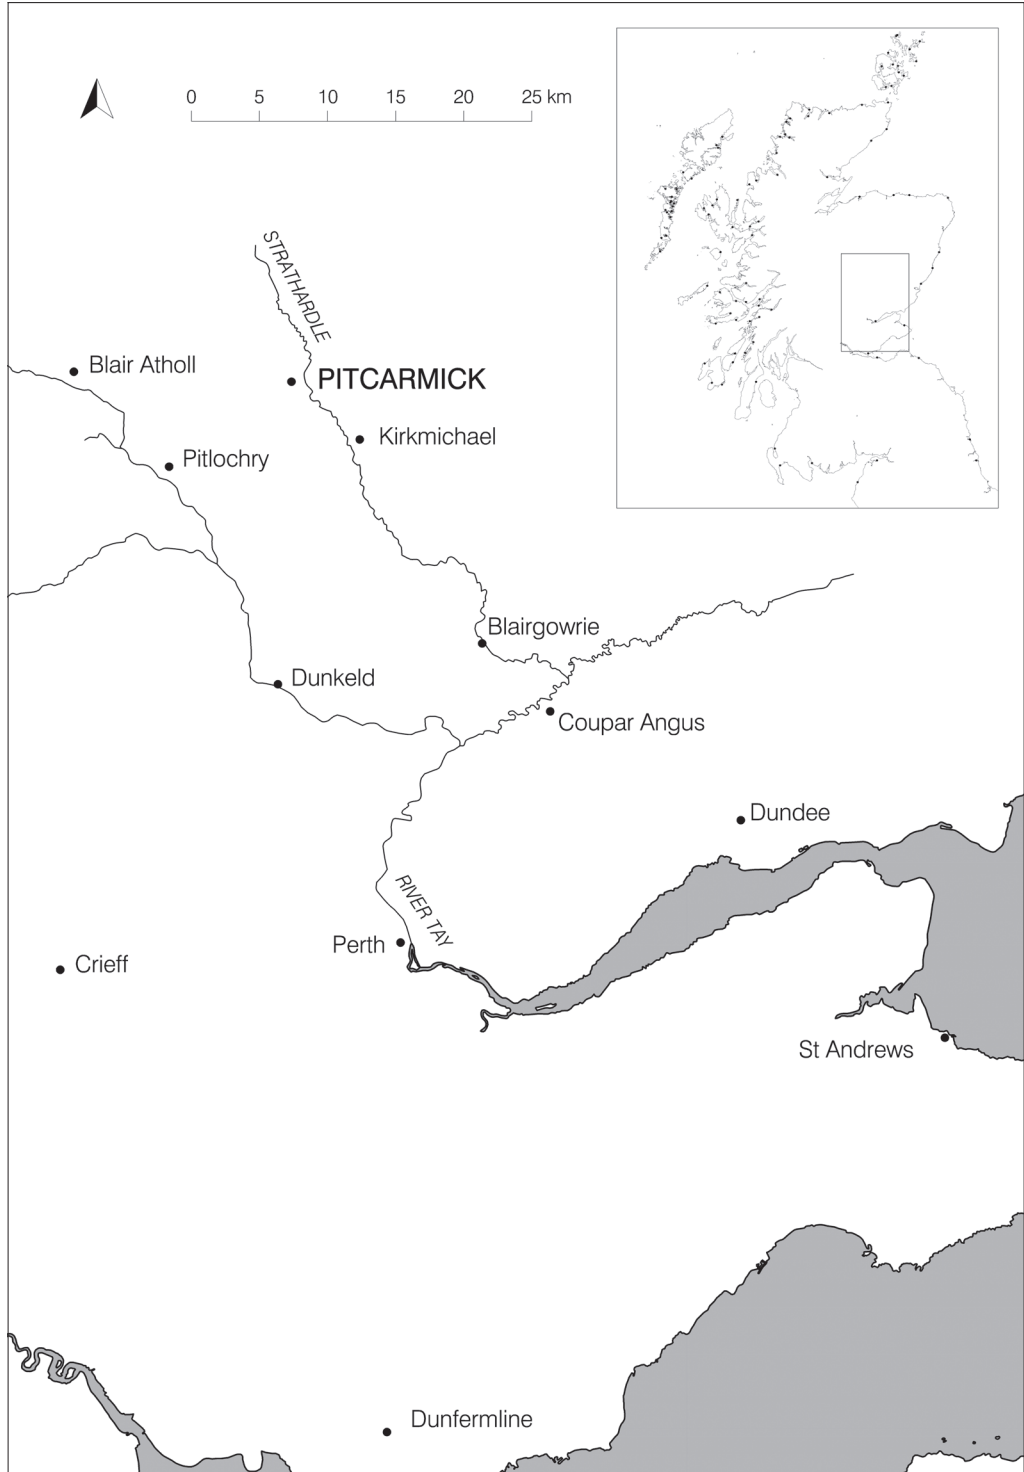 0 5 10 15 20 25 km
STRATHARDLE
Blair Atholl
PITCARMICK
Kirkmichael
Pitlochry
Blairgowrie
Dunkeld
Coupar Angus
Dundee
RIVER TAY
Perth
Crieff
St Andrews
Dunfermline